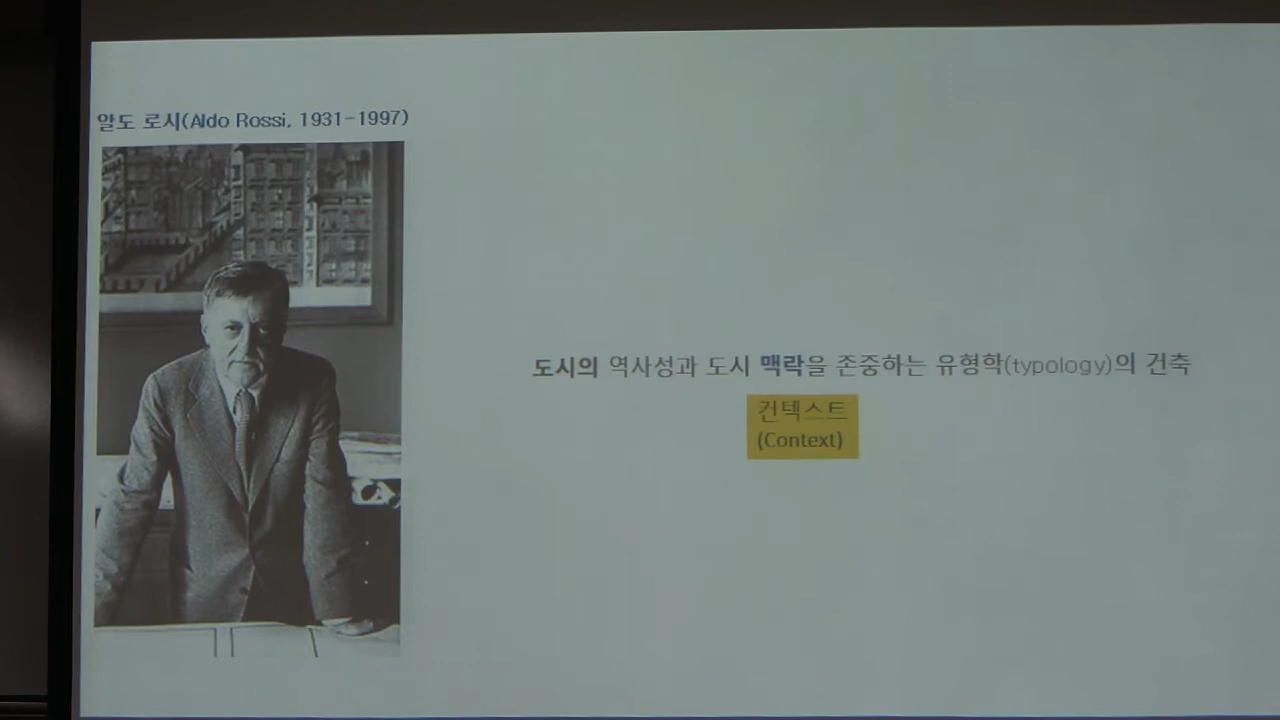 알도 로시(Aldo Rossi, 1931-1997)
도시의 역사성과 도시 맥락을 존중하는 유형학(typology)의 건축
컨텍스트
(Context)